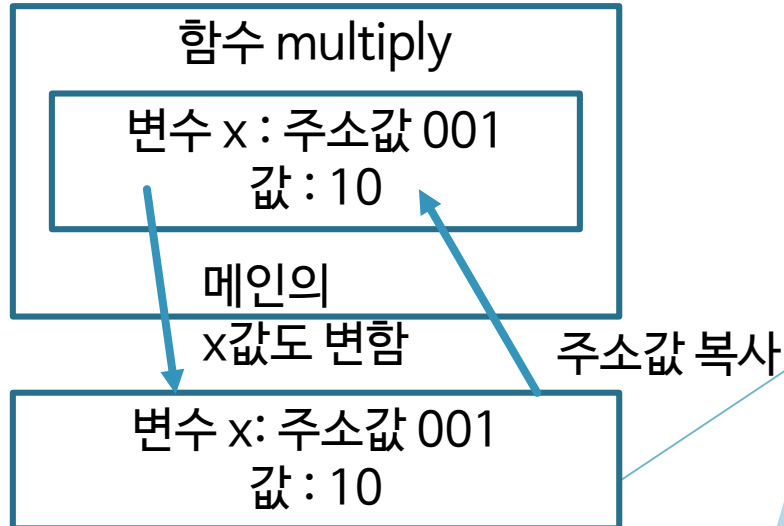 함수 multiply
변수 x : 주소값 001
값 : 10
메인의
x값도 변함
주소값 복사
변수 x: 주소값 001
값 : 10